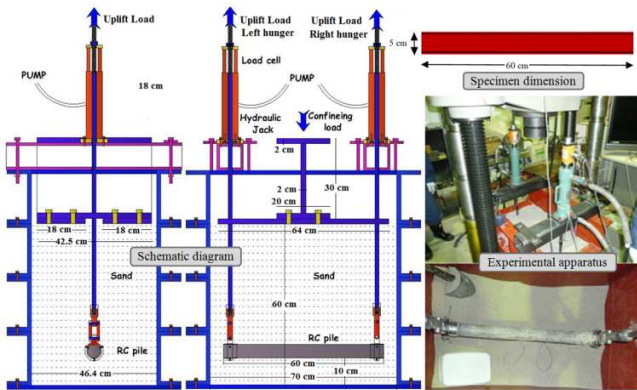 Uplift Load
PUMP
18 cm
18 cm
18 cm
42.5 cm
Sand
RC pile
46.4 cm
Uplift Load
Left hunger
Uplift Load
Right hunger
Load cell
PUMP
Hydraulic
Jack
Confineing
load
2 cm
30 cm
2 cm
20 cm
64 cm
Schematic diagram
Sand
60 cm
RC pile
60 cm
10 cm
70 cm
5 cm
60 cm
Specimen dimension
Experimental apparatus